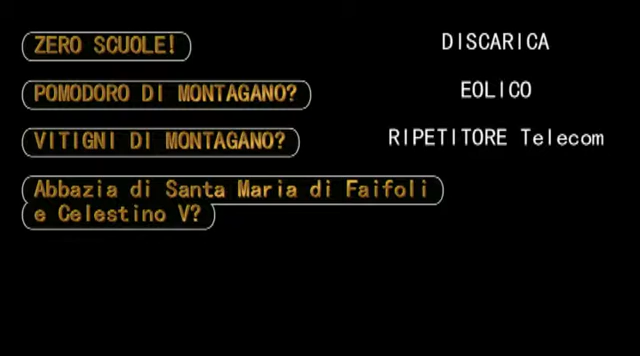 ZERO SCUOLE!
DISCARICA
POMODORO DI MONTAGANO?
EOLICO
VITIGNI DI MONTAGANO?
RIPETITORE Telecom
Abbazia di Santa Maria di Faifoli
e Celestino V?